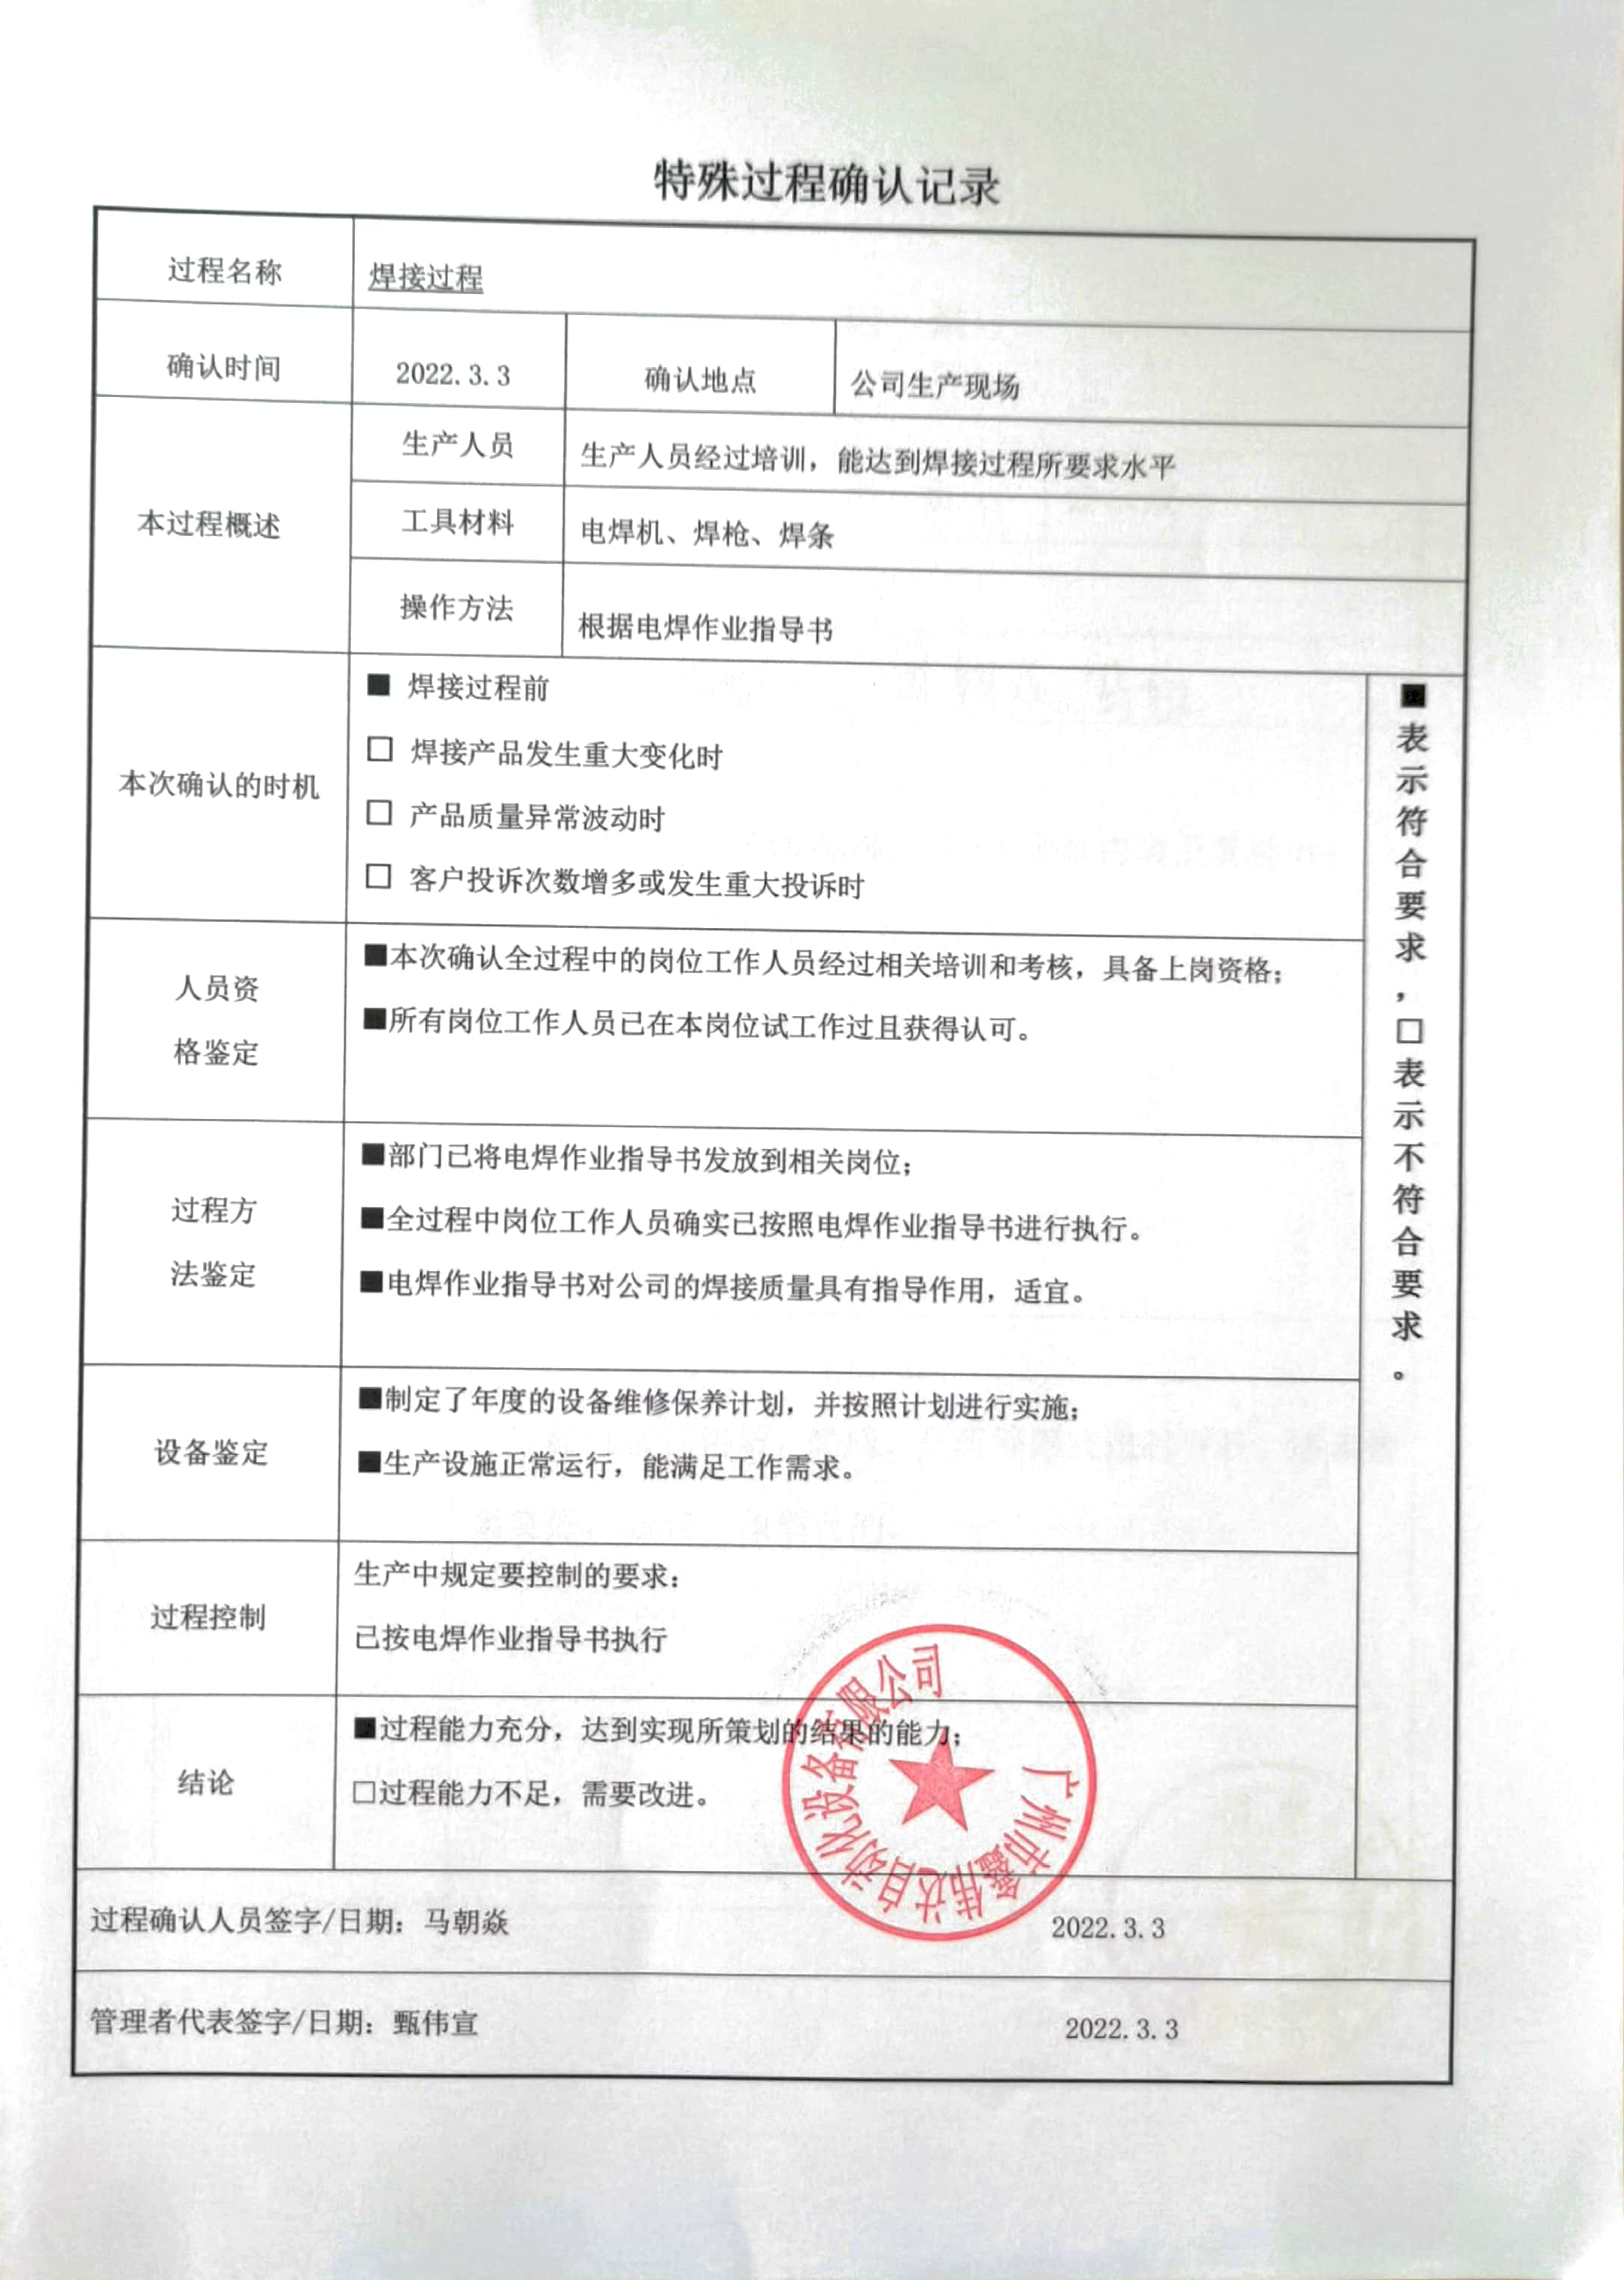 特殊过程确认记录
过程名称
焊接过程
确认时间
2022.3.3
确认地点
公司生产现场
本过程概述
生产人员
生产人员经过培训，能达到焊接过程所要求水平
工具材料
电焊机、焊枪、焊条
操作方法
根据电焊作业指导书
本次确认的时机
■ 焊接过程前
□ 焊接产品发生重大变化时
□ 产品质量异常波动时
□ 客户投诉次数增多或发生重大投诉时
■表示符合要求，□表示不符合要求。
人员资
格鉴定
■本次确认全过程中的岗位工作人员经过相关培训和考核，具备上岗资格；
■所有岗位工作人员已在本岗位试工作过且获得认可。
过程方
法鉴定
■部门已将电焊作业指导书发放到相关岗位；
■全过程中岗位工作人员确实已按照电焊作业指导书进行执行。
■电焊作业指导书对公司的焊接质量具有指导作用，适宜。
设备鉴定
■制定了年度的设备维修保养计划，并按照计划进行实施；
■生产设施正常运行，能满足工作需求。
过程控制
生产中规定要控制的要求：
已按电焊作业指导书执行
结论
■过程能力充分，达到实现所策划的结果的能力；
□过程能力不足，需要改进。
广州市鑫伟达自动化设备有限公司
过程确认人员签字/日期：马朝焱
2022.3.3
管理者代表签字/日期：甄伟宣
2022.3.3